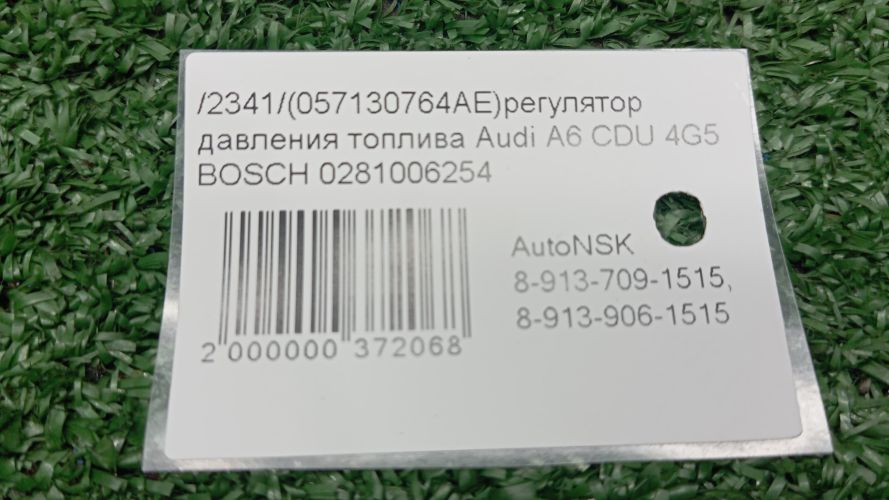 /2341/(057130764AE)регулятор
давления топлива Audi A6 CDU 4G5
BOSCH 0281006254
AutoNSK
8-913-709-1515,
8-913-906-1515
2 000000 372068